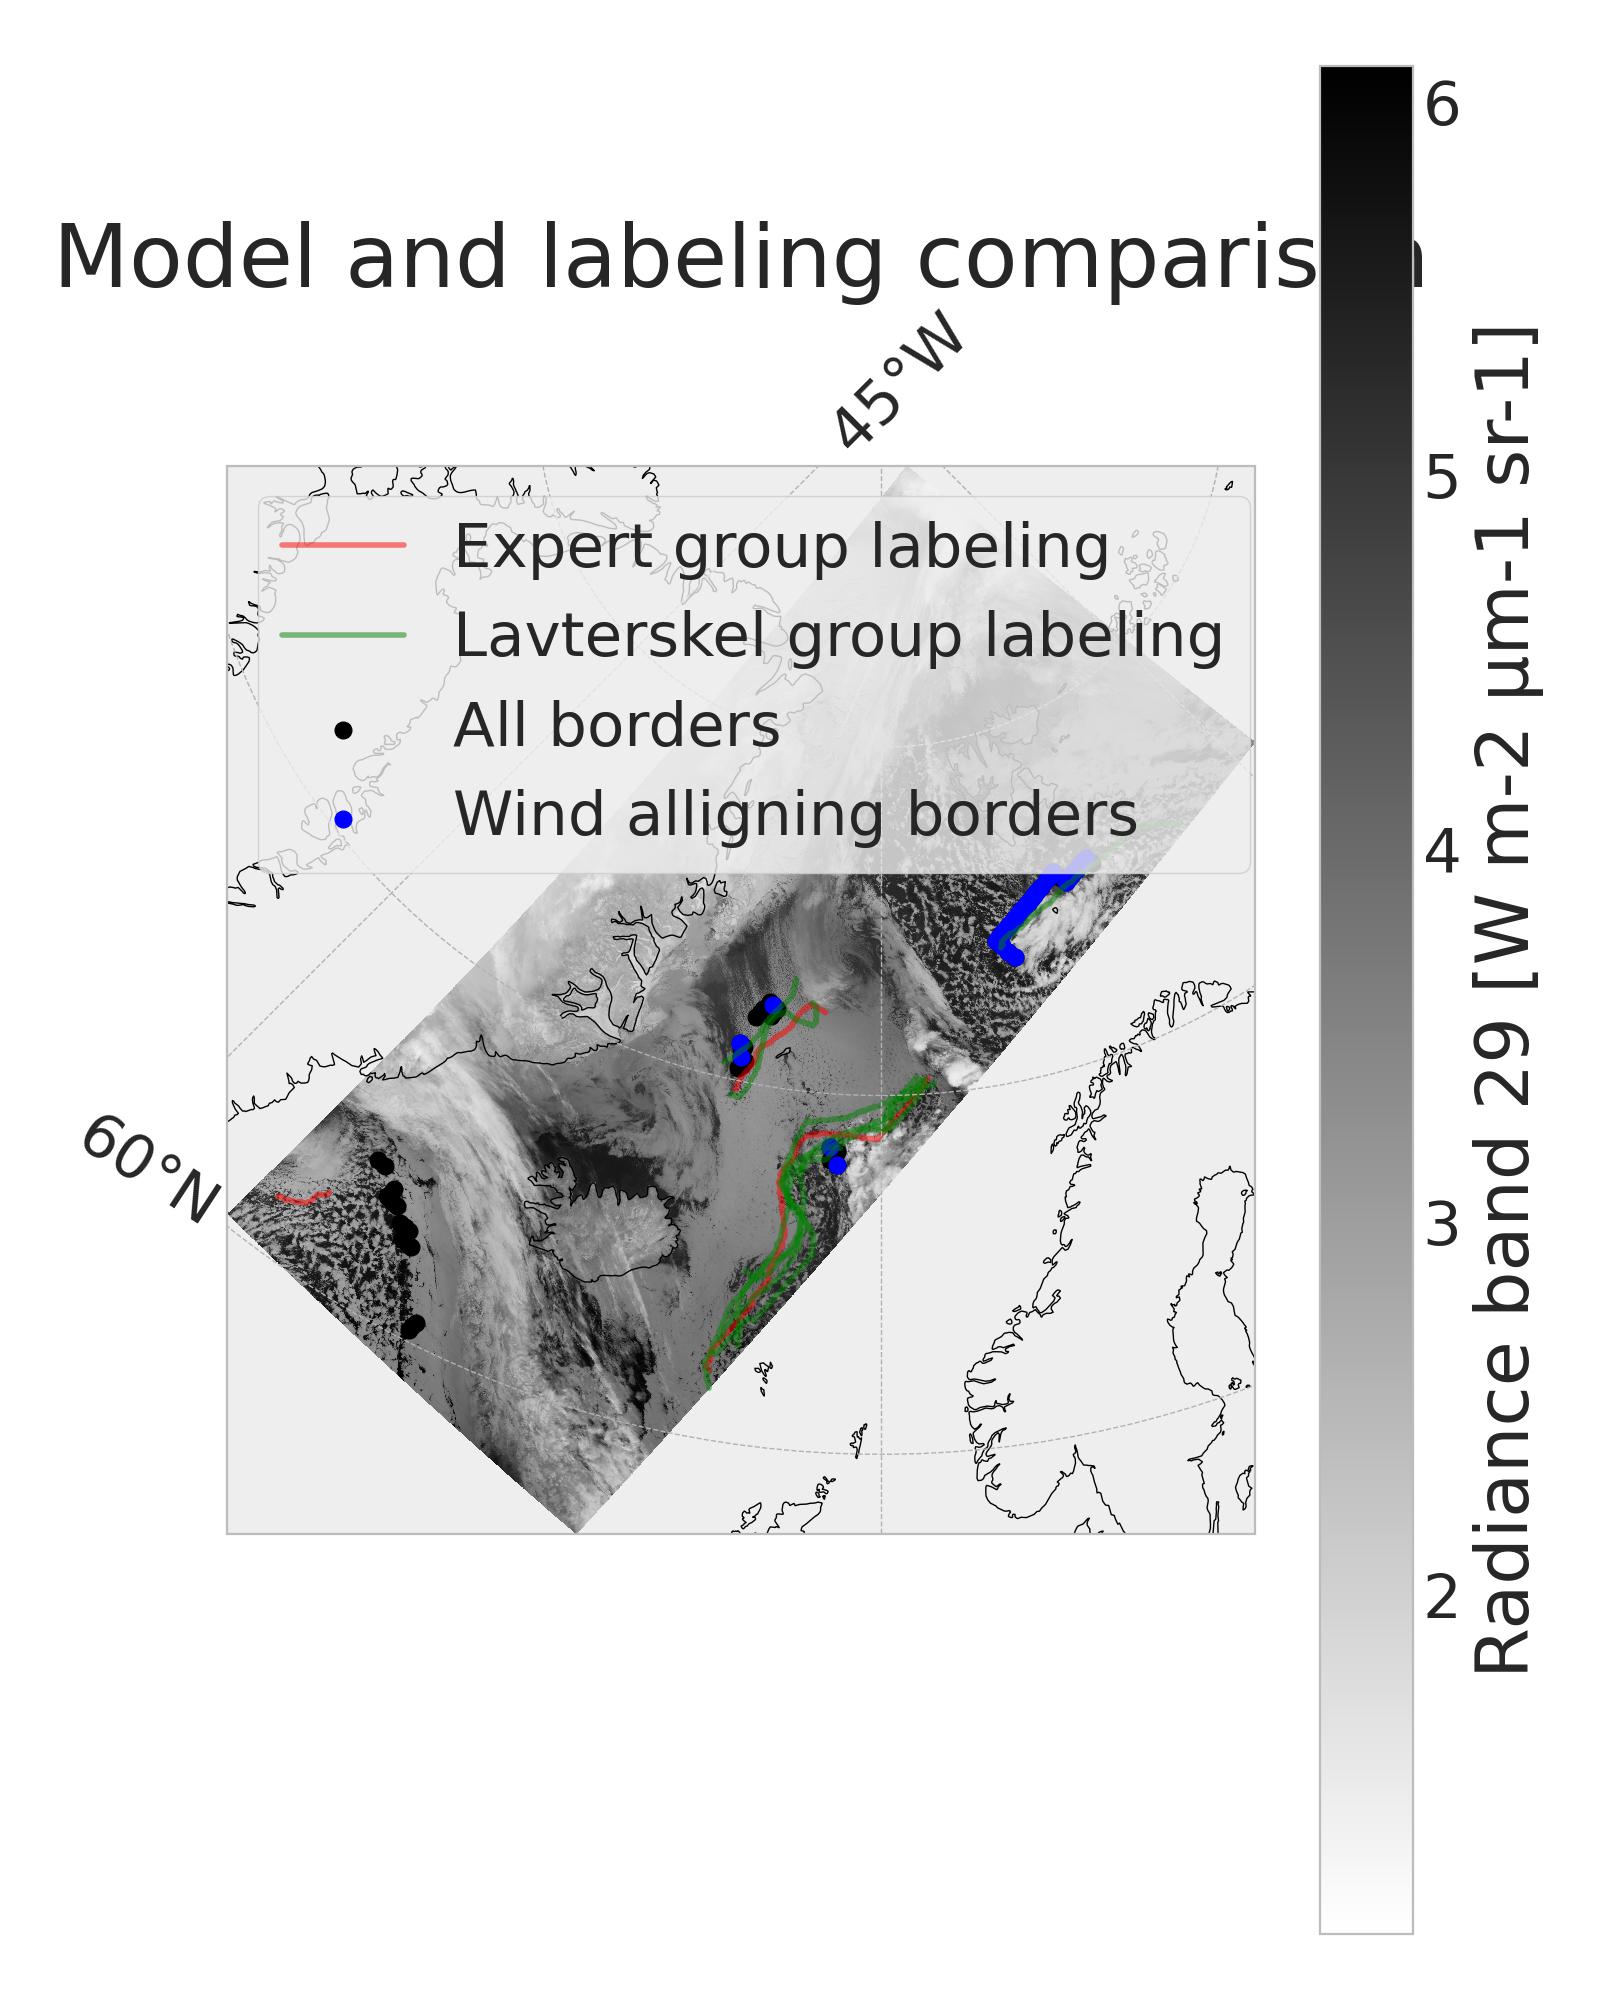 Model and labeling comparis n
45°W
Expert group labeling
Lavterskel group labeling
All borders
Wind alligning borders
60°N
6
5
4
3
2
Radiance band 29 [W m-2 µm-1 sr-1]